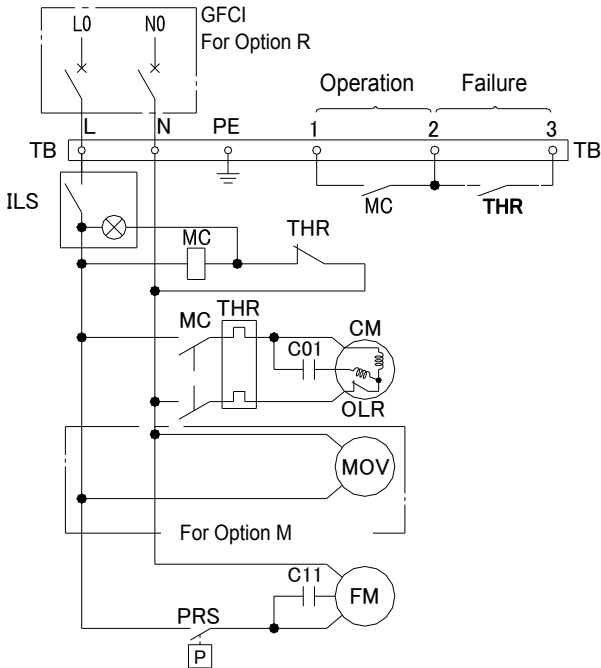 GFCI
L0 N0
For Option R
Operation Failure
L N PE 1 2 3
TB TB
ILS
MC THR
MC THR
MC THR CM
C01
OLR
MOV
For Option M
C11
FM
PRS
P